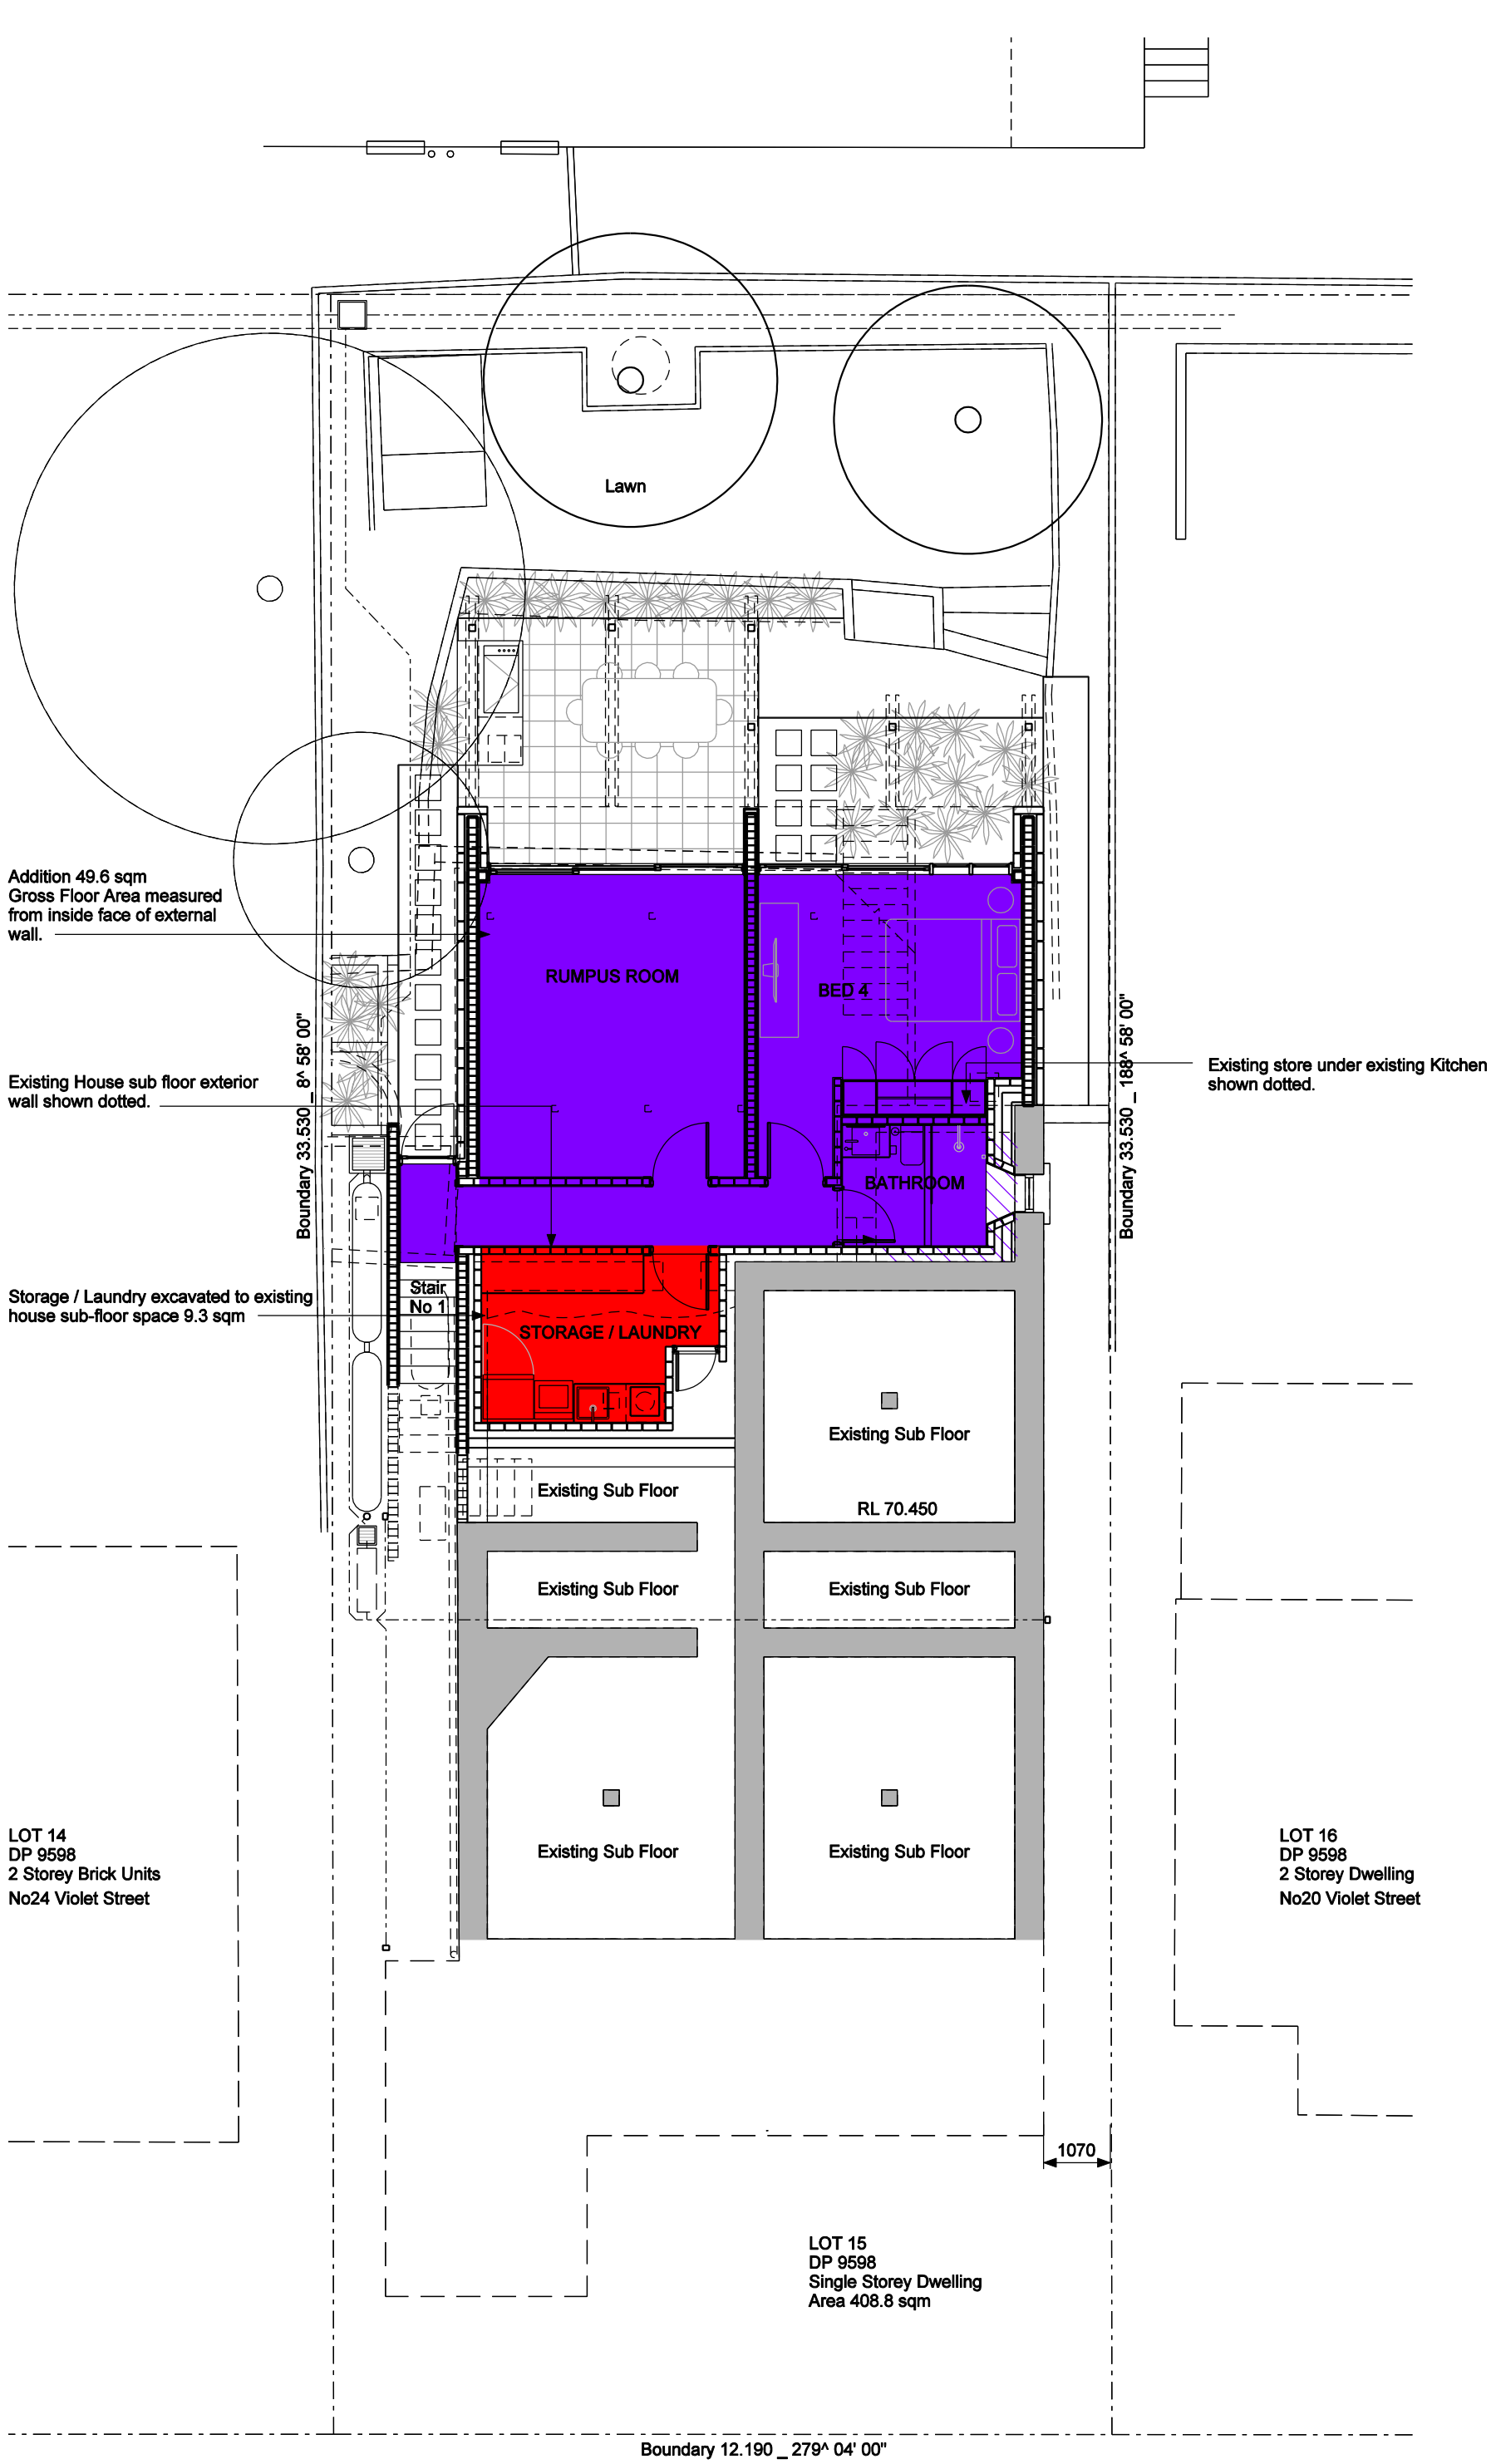 Lawn
Addition 49.6 sqm
Gross Floor Area measured
from inside face of external
wall.
RUMPUS ROOM
BED 4
Boundary 33.530 _ 8^ 58' 00"
Boundary 33.530 _ 188^ 58' 00"
Existing House sub floor exterior
wall shown dotted.
Existing store under existing Kitchen
shown dotted.
BATHROOM
Stair
No 1
Storage / Laundry excavated to existing
house sub-floor space 9.3 sqm
STORAGE / LAUNDRY
Existing Sub Floor
RL 70.450
Existing Sub Floor
Existing Sub Floor
Existing Sub Floor
Existing Sub Floor
Existing Sub Floor
LOT 14
DP 9598
2 Storey Brick Units
No24 Violet Street
LOT 16
DP 9598
2 Storey Dwelling
No20 Violet Street
1070
LOT 15
DP 9598
Single Storey Dwelling
Area 408.8 sqm
Boundary 12.190 _ 279^ 04' 00"